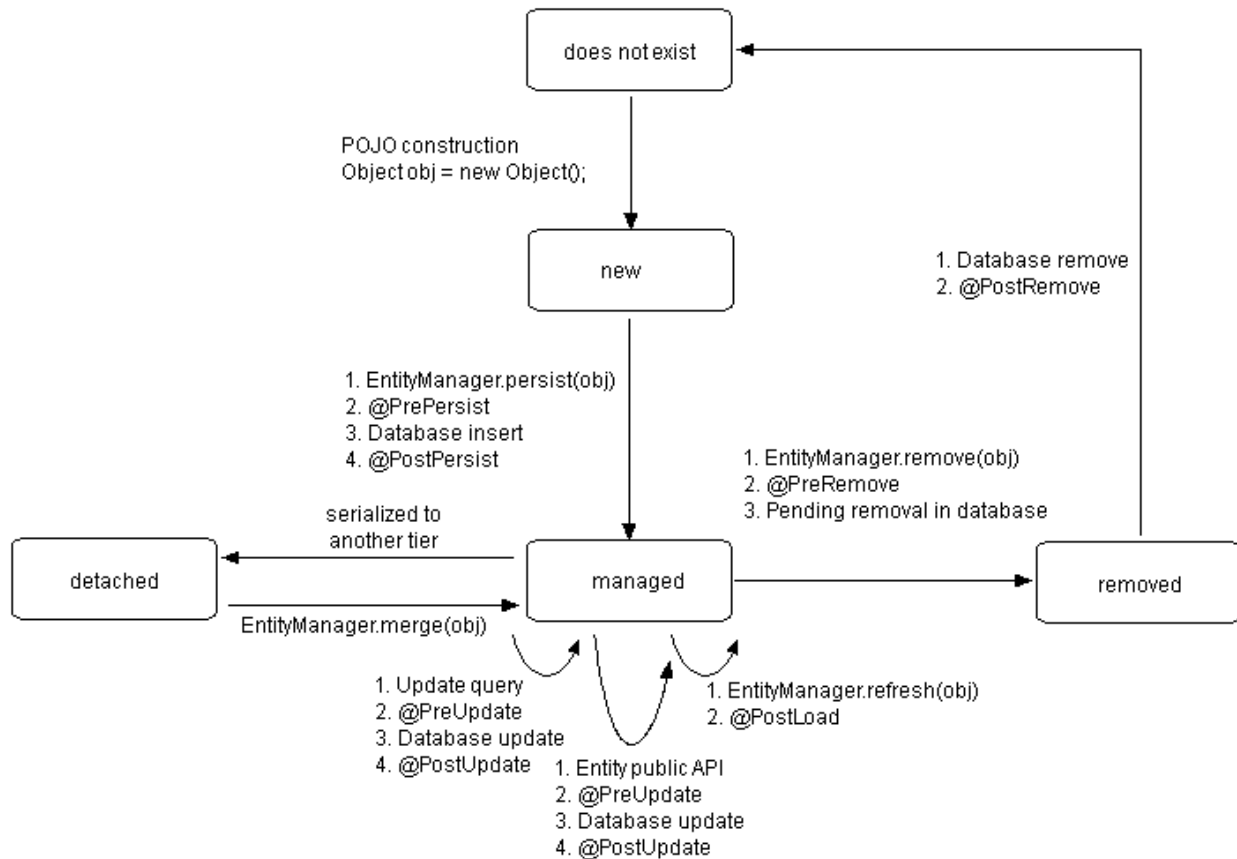 does not exist
POJO construction
Object obj = new Object();
new
1. Database remove
2. @PostRemove
1. EntityManager.persist(obj)
2. @PrePersist
3. Database insert
4. @PostPersist
1. EntityManager.remove(obj)
2. @PreRemove
3. Pending removal in database
serialized to
another tier
detached
managed
removed
EntityManager.merge(obj)
1. Update query
2. @PreUpdate
3. Database update
4. @PostUpdate
1. EntityManager.refresh(obj)
2. @PostLoad
1. Entity public API
2. @PreUpdate
3. Database update
4. @PostUpdate